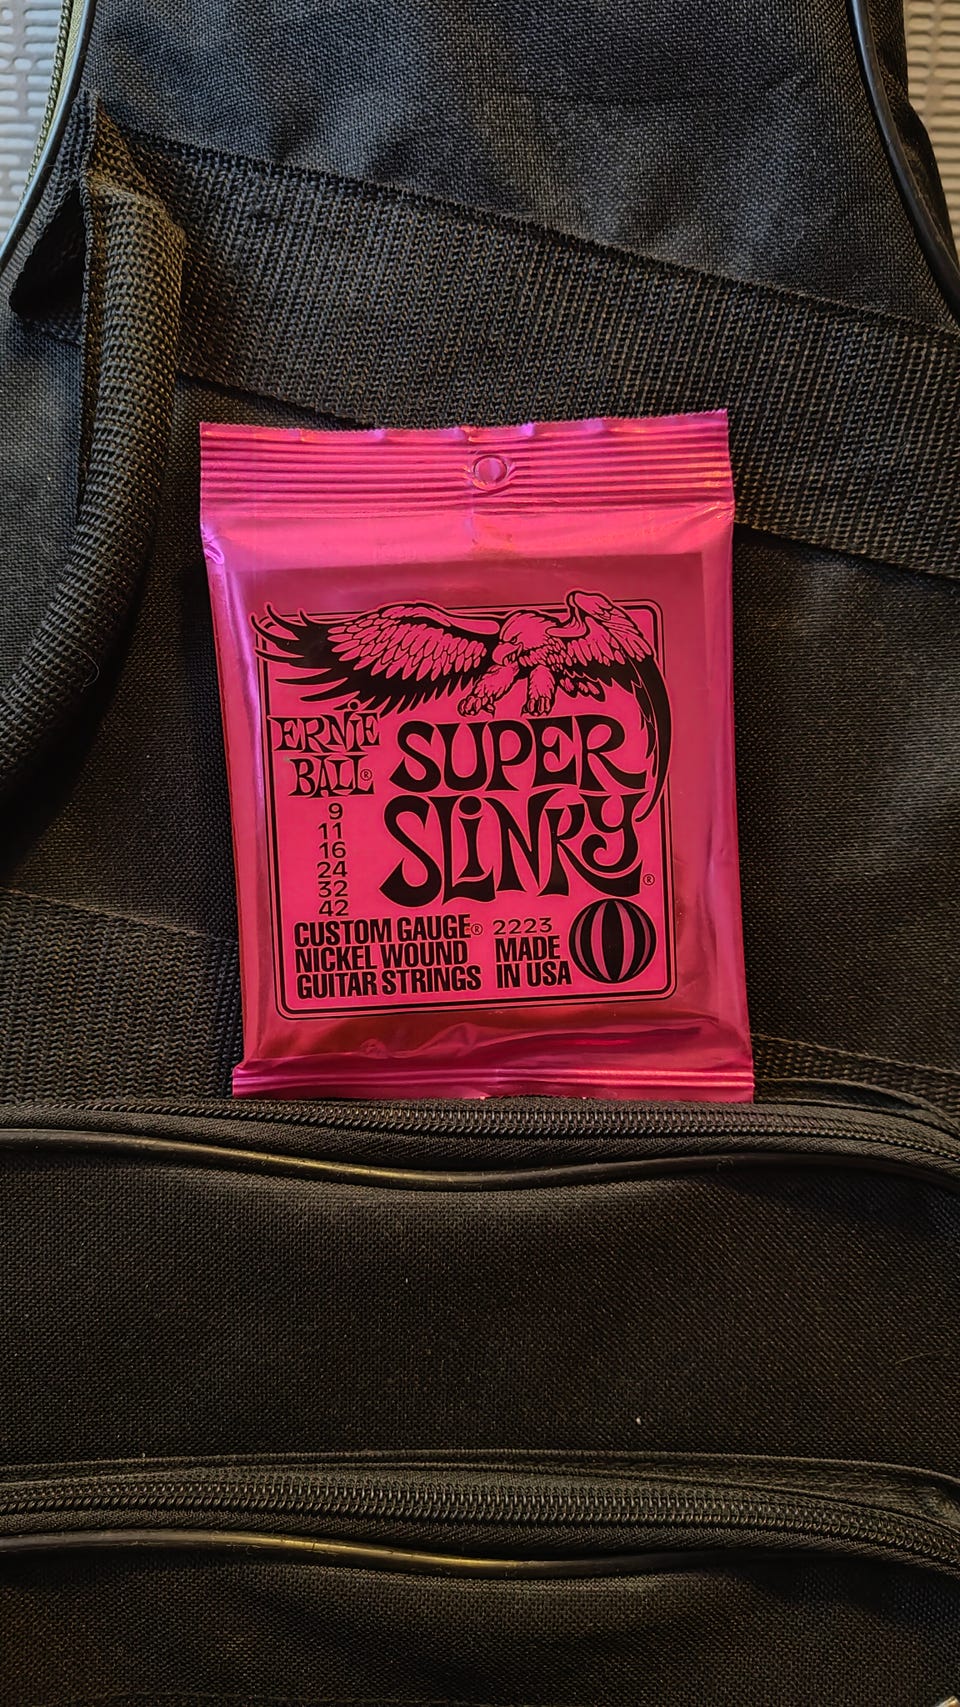 ERNIE
BALL®
SUPER
SLINKY®
9
11
16
24
32
42
CUSTOM GAUGE®
NICKEL WOUND
GUITAR STRINGS
2223
MADE
IN USA